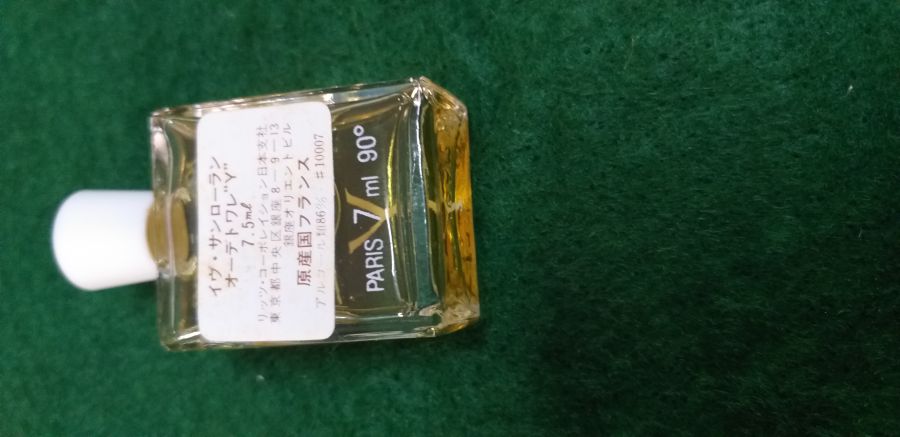 イヴ・サンローラン
オーデトワレ"Y"
7.5ml
リッツ・コーポレイション日本支社
東京都中央区銀座8-9-13
銀座オリエントビル
原産国フランス
アルコール 86% #10007
PARIS 7 ml 90°